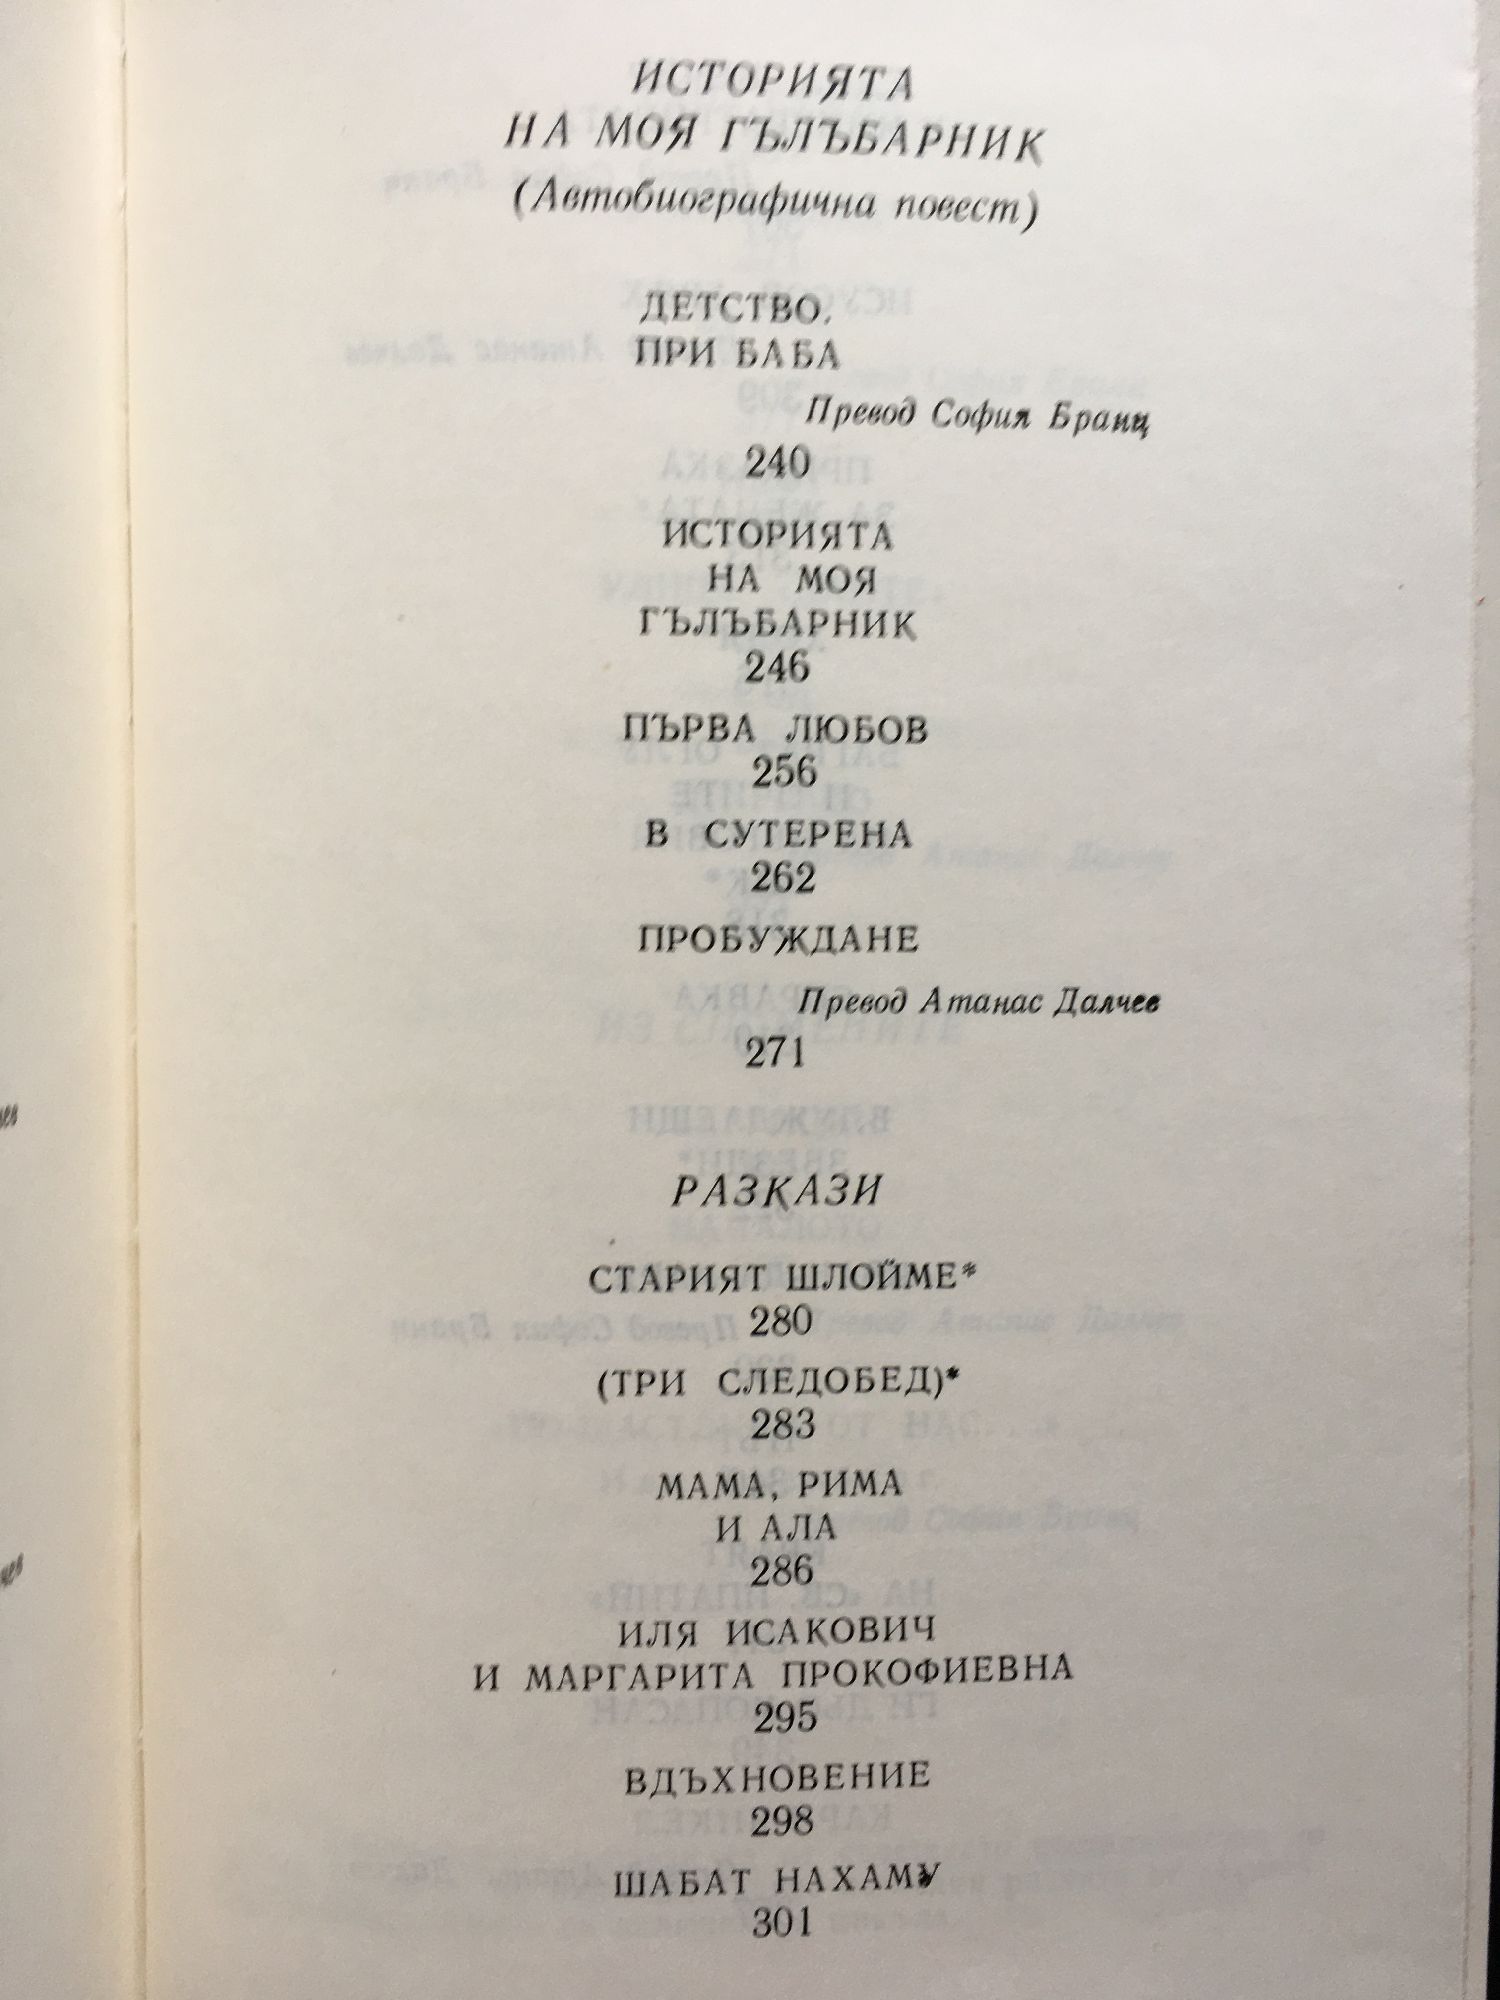 ИСТОРИЯТА
НА МОЯ ГЪЛЪБАРНИК
(Автобиографична повест)
ДЕТСТВО.
ПРИ БАБА
Превод София Бранц
240
ИСТОРИЯТА
НА МОЯ
ГЪЛЪБАРНИК
246
ПЪРВА ЛЮБОВ
256
В СУТЕРЕНА
262
ПРОБУЖДАНЕ
Превод Атанас Далчев
271
РАЗКАЗИ
СТАРИЯТ ШЛОЙМЕ*
280
(ТРИ СЛЕДОБЕД)*
283
МАМА, РИМА
И АЛА
286
ИЛЯ ИСАКОВИЧ
И МАРГАРИТА ПРОКОФИЕВНА
295
ВДЪХНОВЕНИЕ
298
ШАБАТ НАХАМУ
301